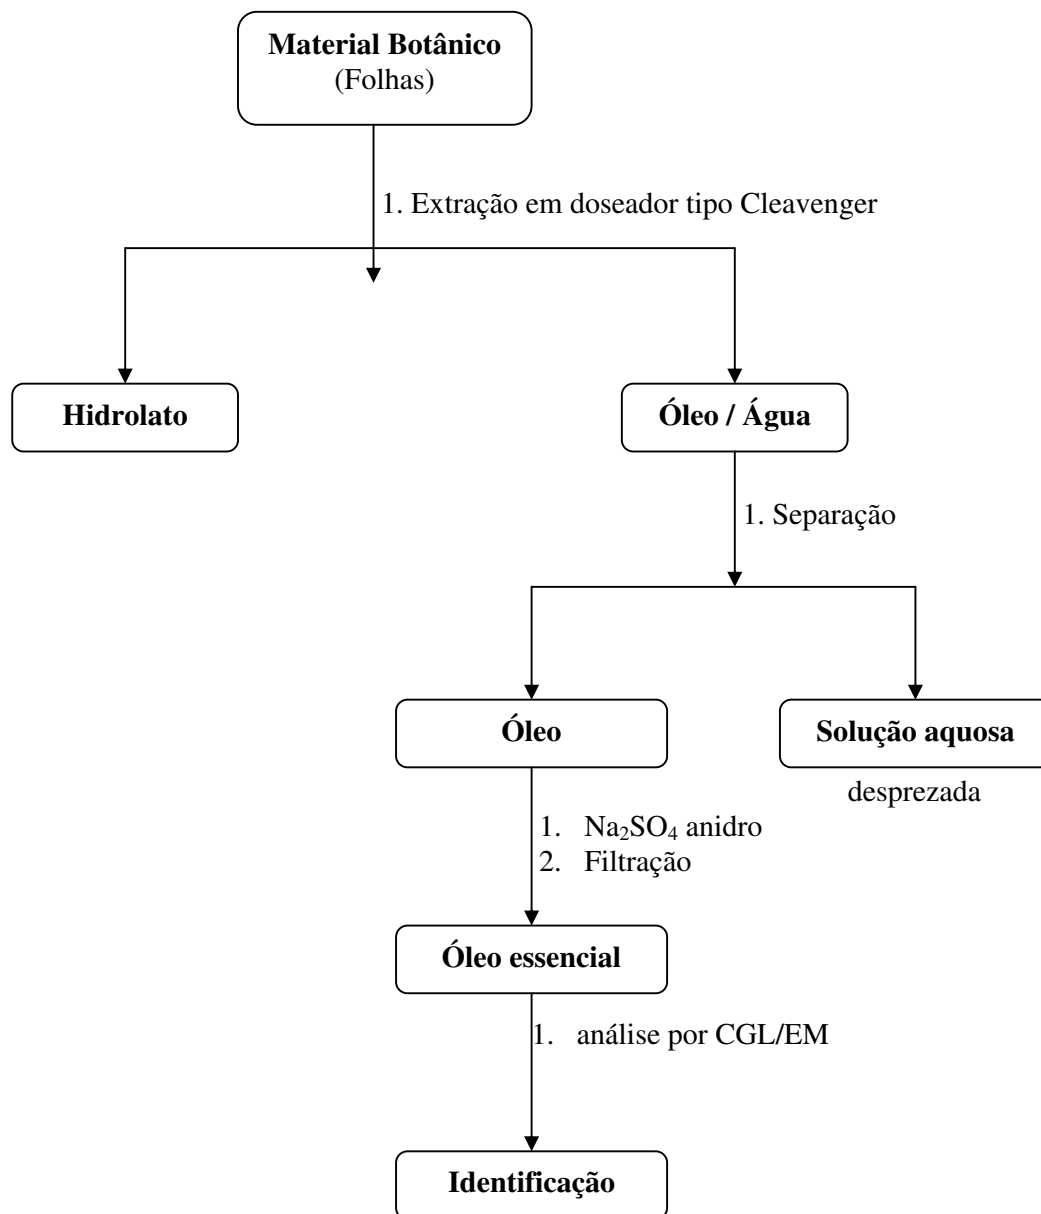 Material Botânico
(Folhas)
1. Extração em doseador tipo Cleavenger
Hidrolato
Óleo / Água
1. Separação
Óleo
Solução aquosa
desprezada
1. Na₂SO₄ anidro
2. Filtração
Óleo essencial
1. análise por CGL/EM
Identificação